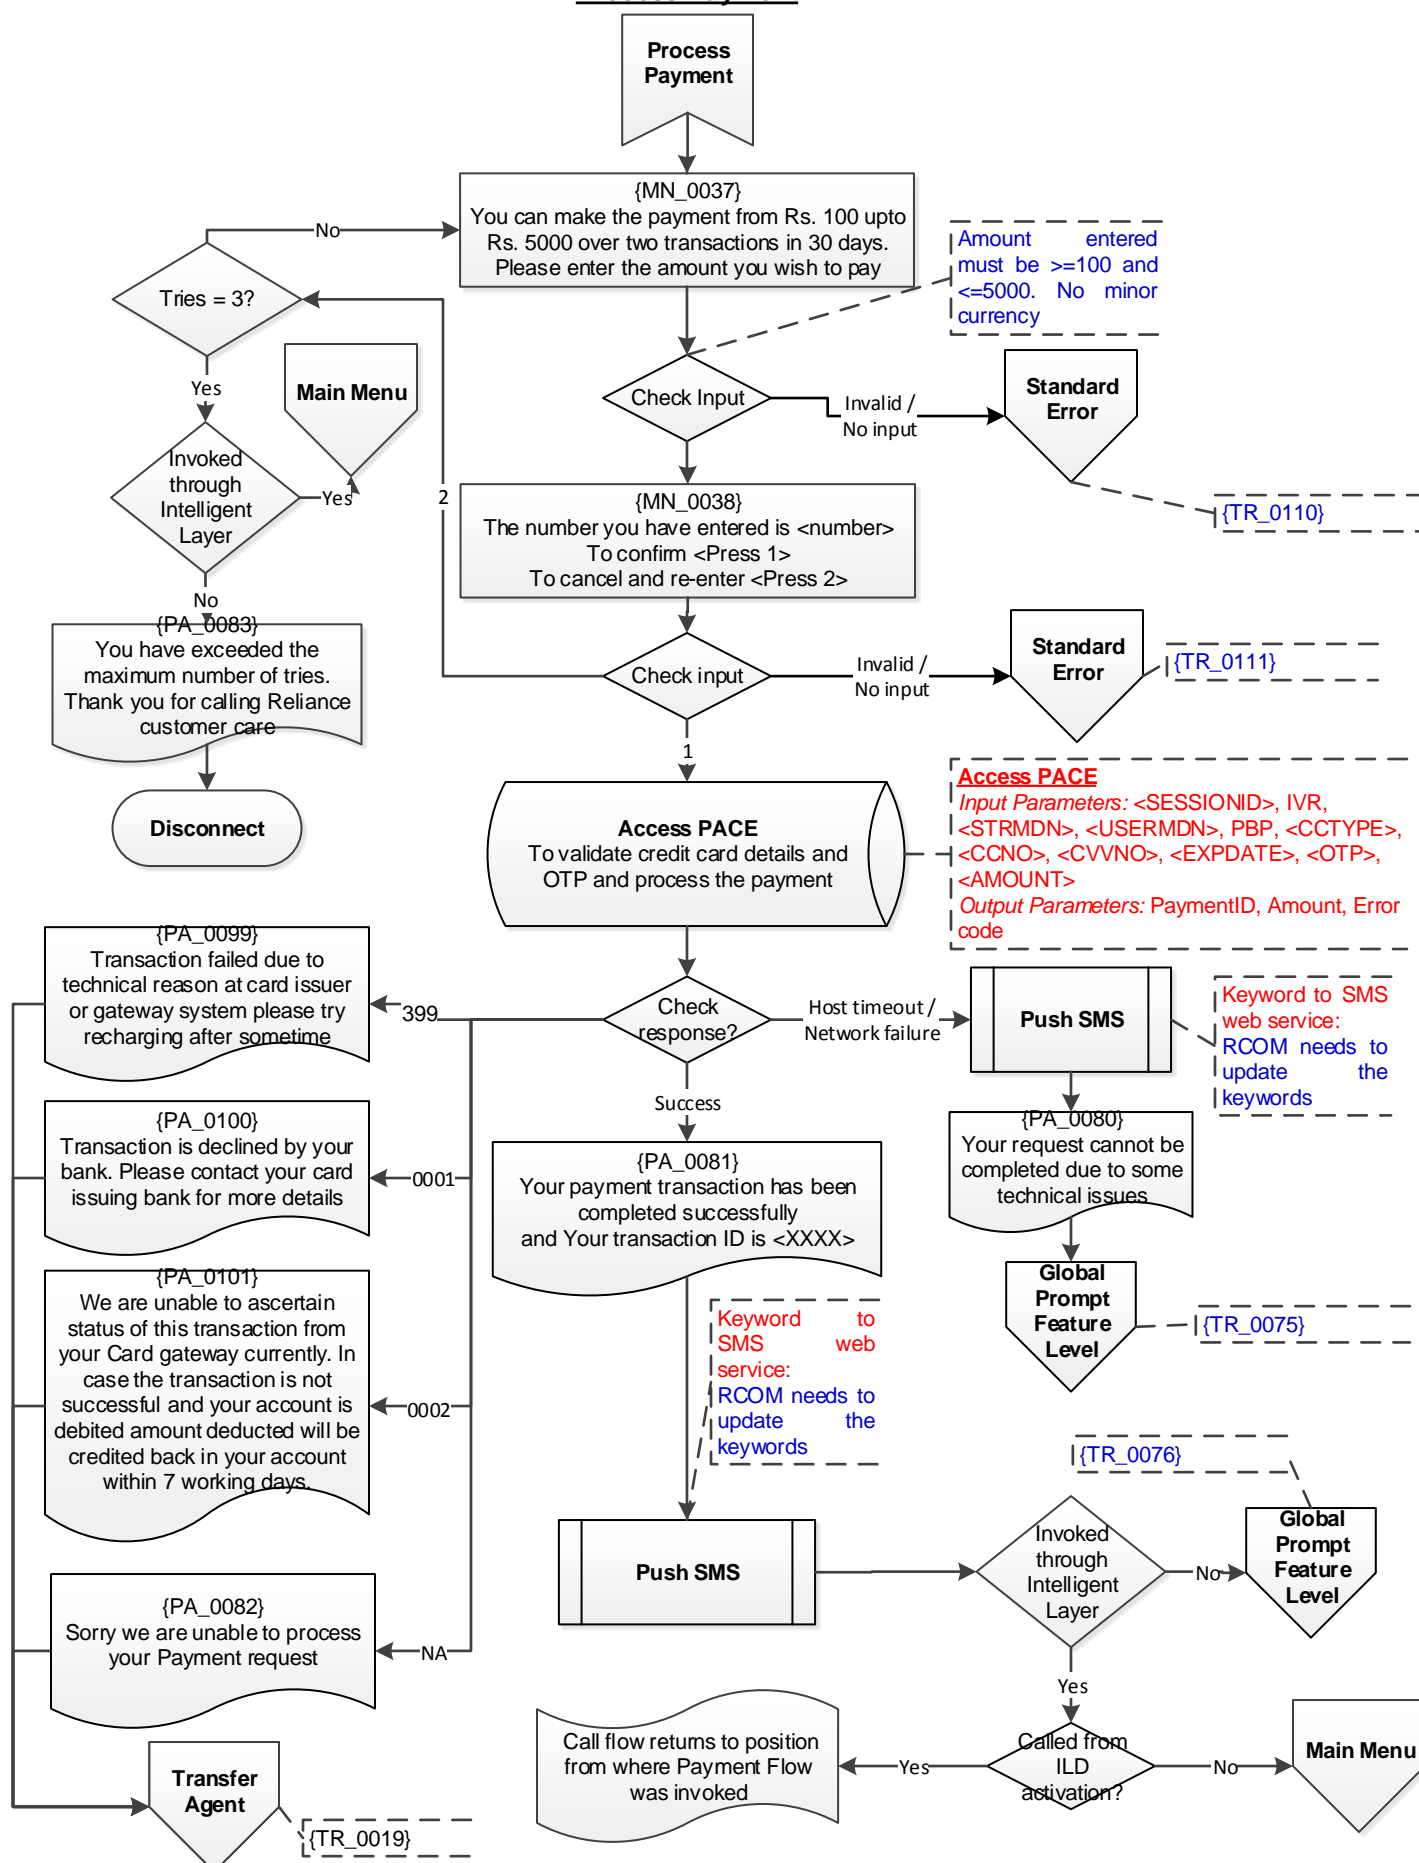 Process
Payment
{MN_0037}
You can make the payment from Rs. 100 upto
Rs. 5000 over two transactions in 30 days.
Please enter the amount you wish to pay
No
Amount entered
must be >=100 and
<=5000. No minor
currency
Tries = 3?
Yes
Main Menu
Check Input
Invalid /
No input
Standard
Error
Invoked
through
Intelligent
Layer
Yes
2
{MN_0038}
The number you have entered is <number>
To confirm <Press 1>
To cancel and re-enter <Press 2>
{TR_0110}
No
{PA_0083}
You have exceeded the
maximum number of tries.
Thank you for calling Reliance
customer care
Check input
Invalid /
No input
Standard
Error
{TR_0111}
1
Disconnect
Access PACE
To validate credit card details and
OTP and process the payment
Access PACE
Input Parameters: <SESSIONID>, IVR,
<STRMDN>, <USERMDN>, PBP, <CCTYPE>,
<CCNO>, <CVVNO>, <EXPDATE>, <OTP>,
<AMOUNT>
Output Parameters: PaymentID, Amount, Error
code
{PA_0099}
Transaction failed due to
technical reason at card issuer
or gateway system please try
recharging after sometime
399
Check
response?
Host timeout /
Network failure
Push SMS
Keyword to SMS
web service:
RCOM needs to
update the
keywords
Success
{PA_0100}
Transaction is declined by your
bank. Please contact your card
issuing bank for more details
0001
{PA_0081}
Your payment transaction has been
completed successfully
and Your transaction ID is <XXXX>
{PA_0080}
Your request cannot be
completed due to some
technical issues
{PA_0101}
We are unable to ascertain
status of this transaction from
your Card gateway currently. In
case the transaction is not
successful and your account is
debited amount deducted will be
credited back in your account
within 7 working days.
0002
Keyword to
SMS web
service:
RCOM needs to
update the
keywords
Global
Prompt
Feature
Level
{TR_0075}
{TR_0076}
Push SMS
Invoked
through
Intelligent
Layer
No
Global
Prompt
Feature
Level
{PA_0082}
Sorry we are unable to process
your Payment request
NA
Yes
Call flow returns to position
from where Payment Flow
was invoked
Yes
Called from
ILD
activation?
No
Main Menu
Transfer
Agent
{TR_0019}